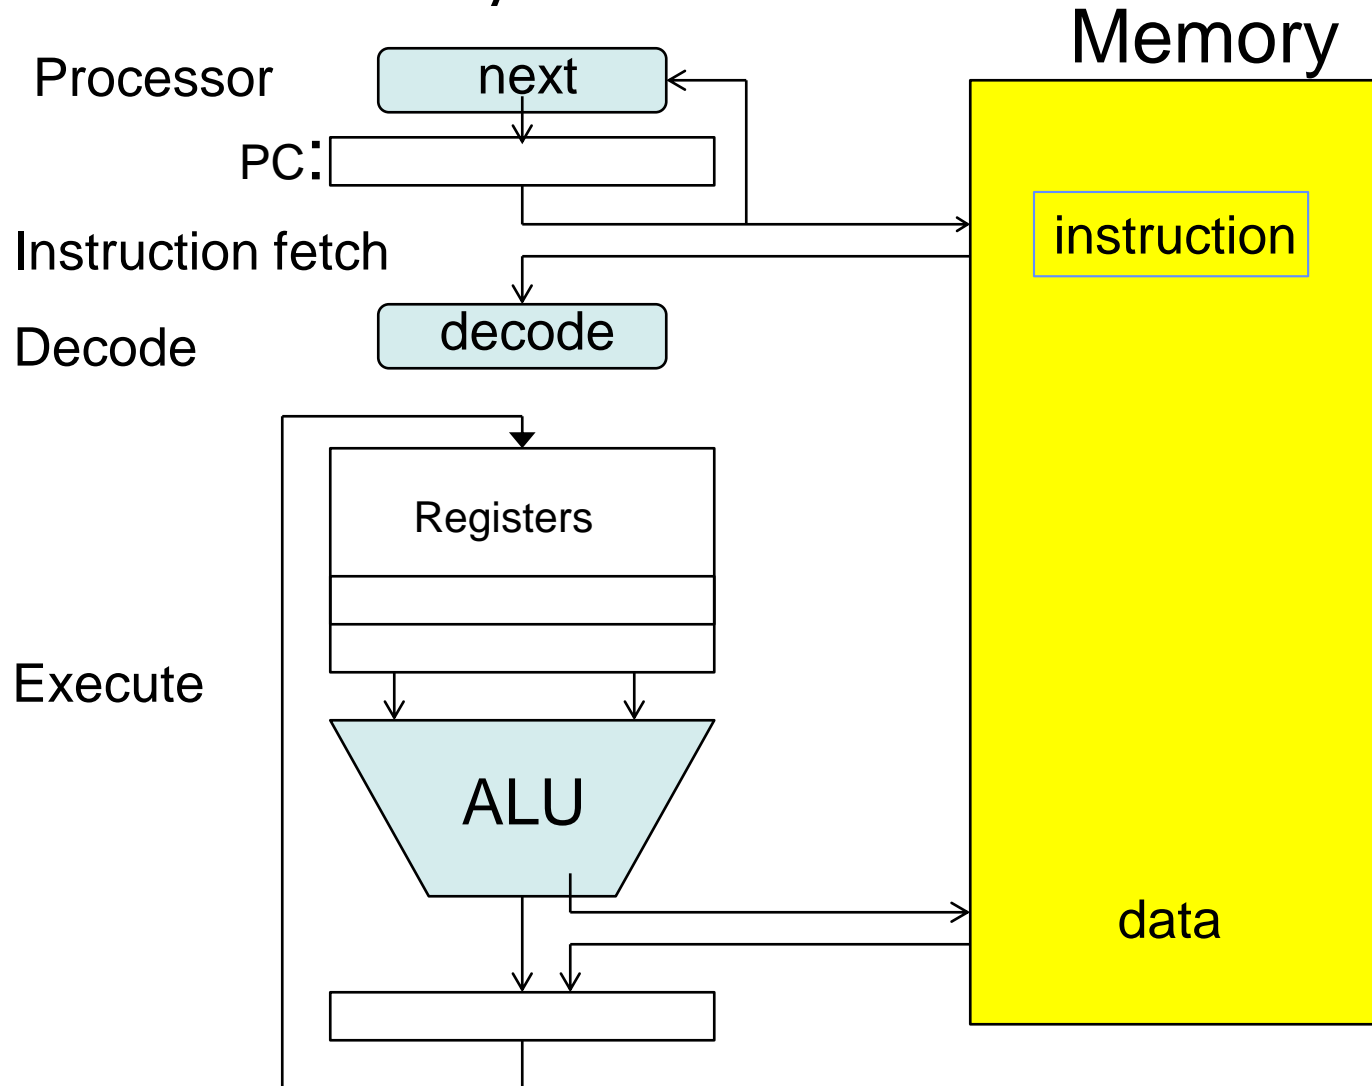 Memory
Processor
next
PC:
instruction
Instruction fetch
decode
Decode
Registers
Execute
ALU
data